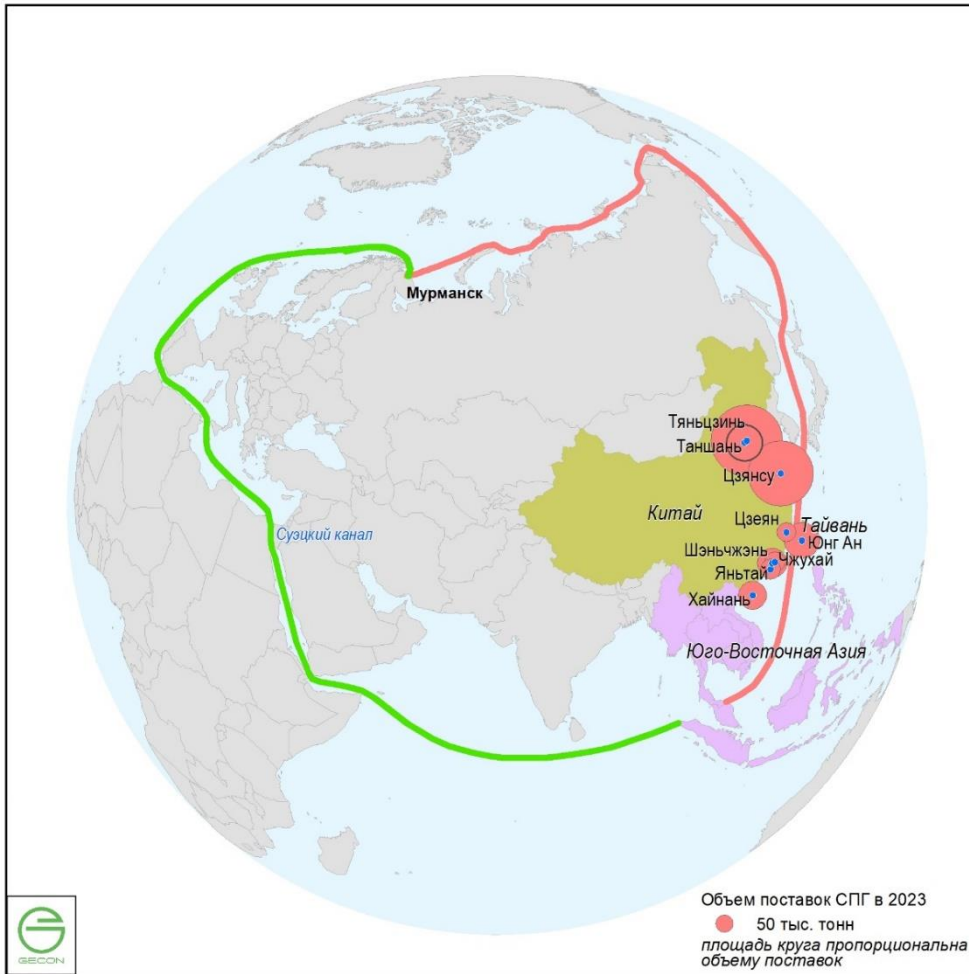 Мурманск
Тяньцзинь
Таншань
Цзянсу
Цзеян
Китай
Тайвань
Юнг Ан
Суэцкий канал
Шэньчжэнь
Чжухай
Яньтай
Хайнань
Юго-Восточная Азия
Объем поставок СПГ в 2023
50 тыс. тонн
площадь круга пропорциональна
объему поставок
GECON